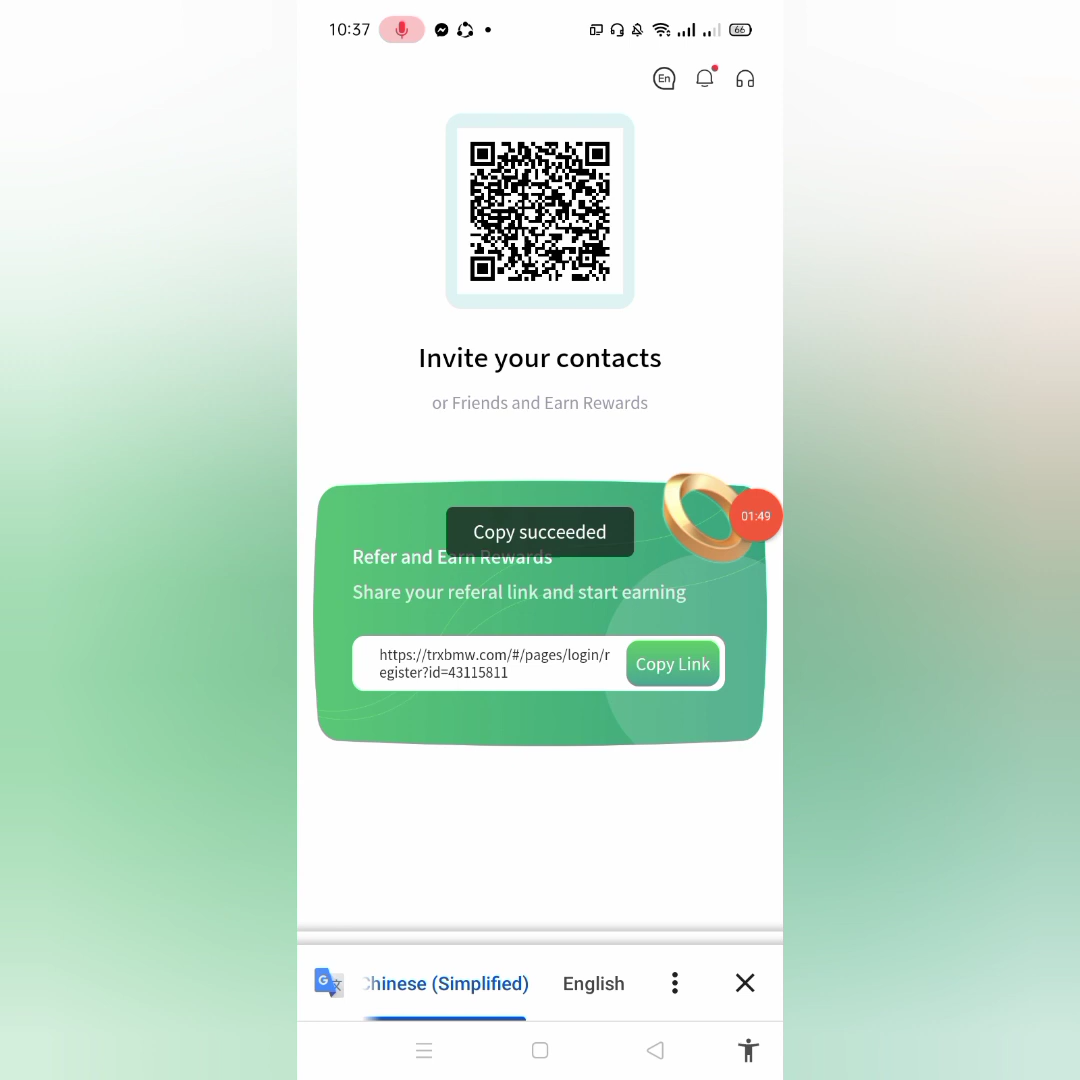 10:37
66
En
Invite your contacts
or Friends and Earn Rewards
Copy succeeded
01:49
Refer and Earn Rewards
Share your referal link and start earning
https://trxbmw.com/#/pages/login/r
egister?id=43115811
Copy Link
G
hinese (Simplified)
English